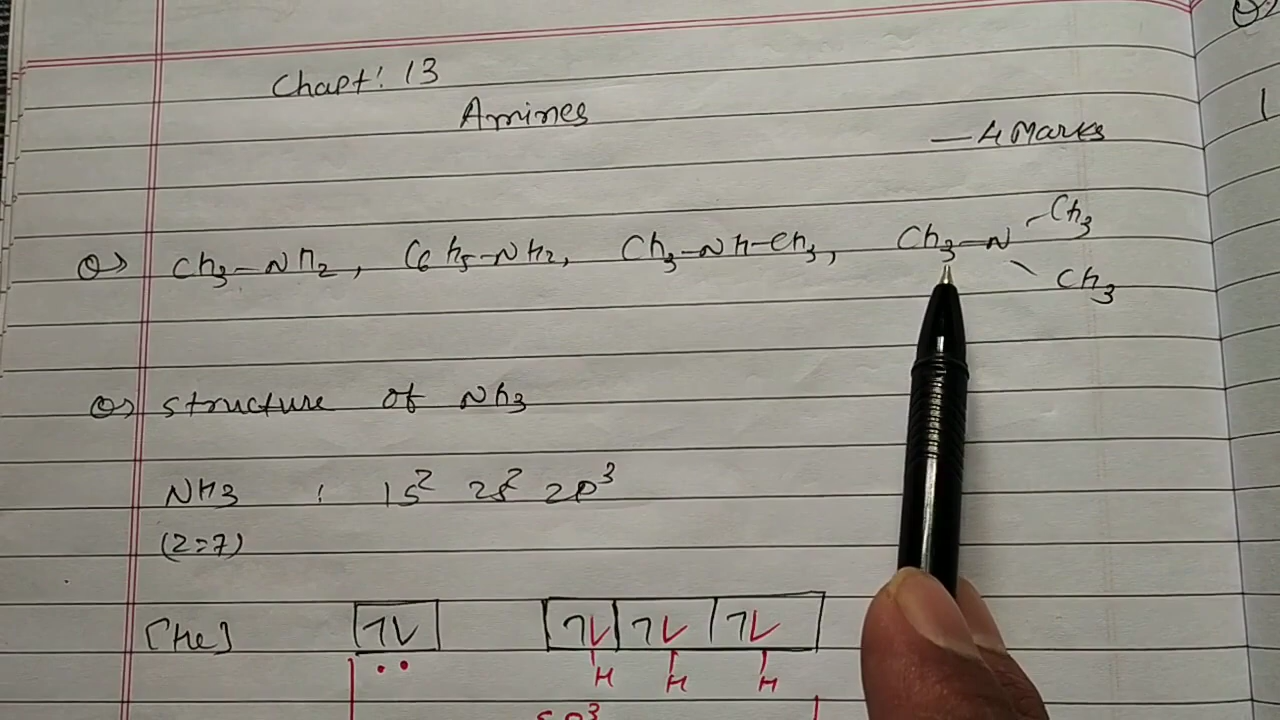 Chapt: 13
Amines
— 4 Marks
Q> CH3-NH2, C6H5-NH2, CH3-NH-CH3, CH3-N-CH3
CH3
Q> structure of NH3
NH3 : 1s² 2s² 2p³
(Z=7)
[He] ↿⇂ ↿⇂ ↿⇂ ↿⇂
H H H
sp³